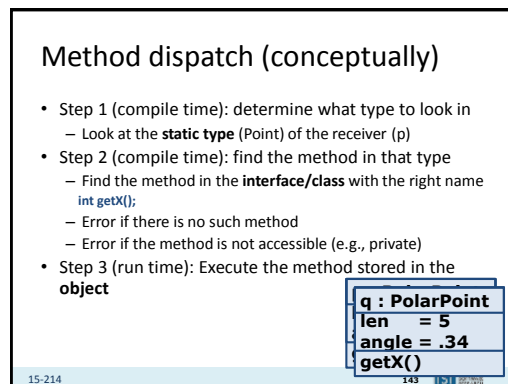 Method dispatch (conceptually)
• Step 1 (compile time): determine what type to look in
– Look at the static type (Point) of the receiver (p)
• Step 2 (compile time): find the method in that type
– Find the method in the interface/class with the right name
int getX();
– Error if there is no such method
– Error if the method is not accessible (e.g., private)
• Step 3 (run time): Execute the method stored in the
object
q : PolarPoint
len = 5
angle = .34
getX()
15-214
143